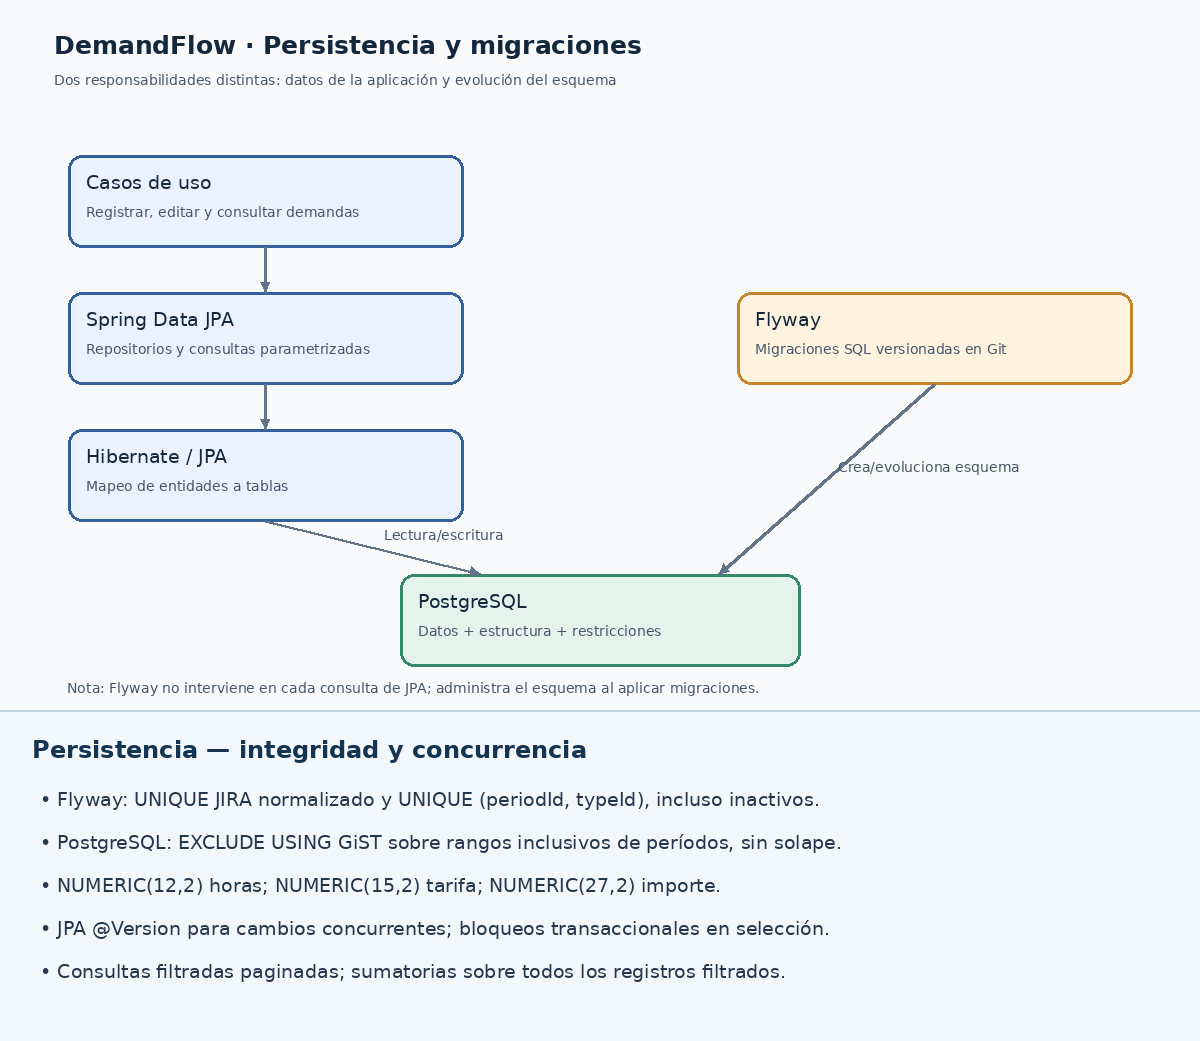 DemandFlow · Persistencia y migraciones
Dos responsabilidades distintas: datos de la aplicación y evolución del esquema
Casos de uso
Registrar, editar y consultar demandas
Spring Data JPA
Repositorios y consultas parametrizadas
Flyway
Migraciones SQL versionadas en Git
Hibernate / JPA
Mapeo de entidades a tablas
Crea/evoluciona esquema
Lectura/escritura
PostgreSQL
Datos + estructura + restricciones
Nota: Flyway no interviene en cada consulta de JPA; administra el esquema al aplicar migraciones.
Persistencia — integridad y concurrencia
• Flyway: UNIQUE JIRA normalizado y UNIQUE (periodId, typeId), incluso inactivos.
• PostgreSQL: EXCLUDE USING GiST sobre rangos inclusivos de períodos, sin solape.
• NUMERIC(12,2) horas; NUMERIC(15,2) tarifa; NUMERIC(27,2) importe.
• JPA @Version para cambios concurrentes; bloqueos transaccionales en selección.
• Consultas filtradas paginadas; sumatorias sobre todos los registros filtrados.